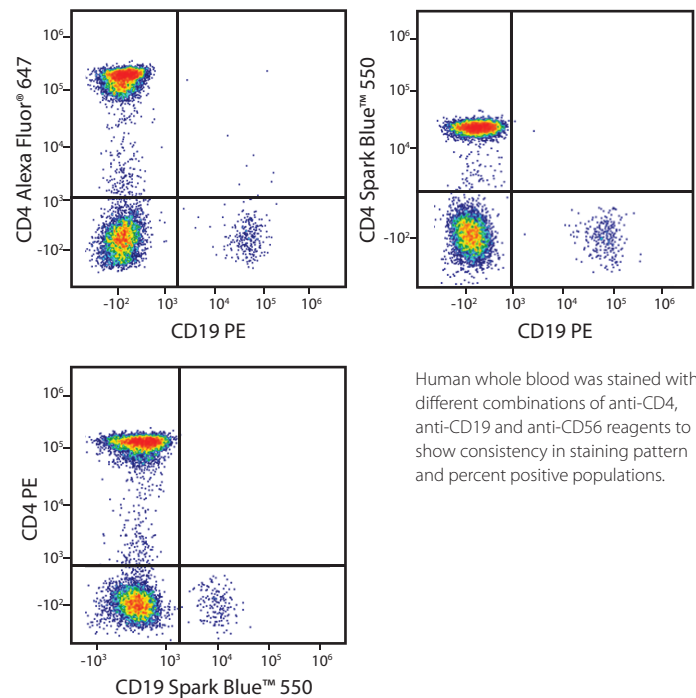 10⁶
10⁵
10⁴
10³
-10²
CD4 Alexa Fluor® 647
-10² 10³ 10⁴ 10⁵ 10⁶
CD19 PE
10⁶
10⁵
10⁴
-10²
CD4 Spark Blue™ 550
-10² 10³ 10⁴ 10⁵ 10⁶
CD19 PE
10⁶
10⁵
10⁴
10³
-10²
CD4 PE
-10³ 10³ 10⁴ 10⁵ 10⁶
CD19 Spark Blue™ 550
Human whole blood was stained with
different combinations of anti-CD4,
anti-CD19 and anti-CD56 reagents to
show consistency in staining pattern
and percent positive populations.